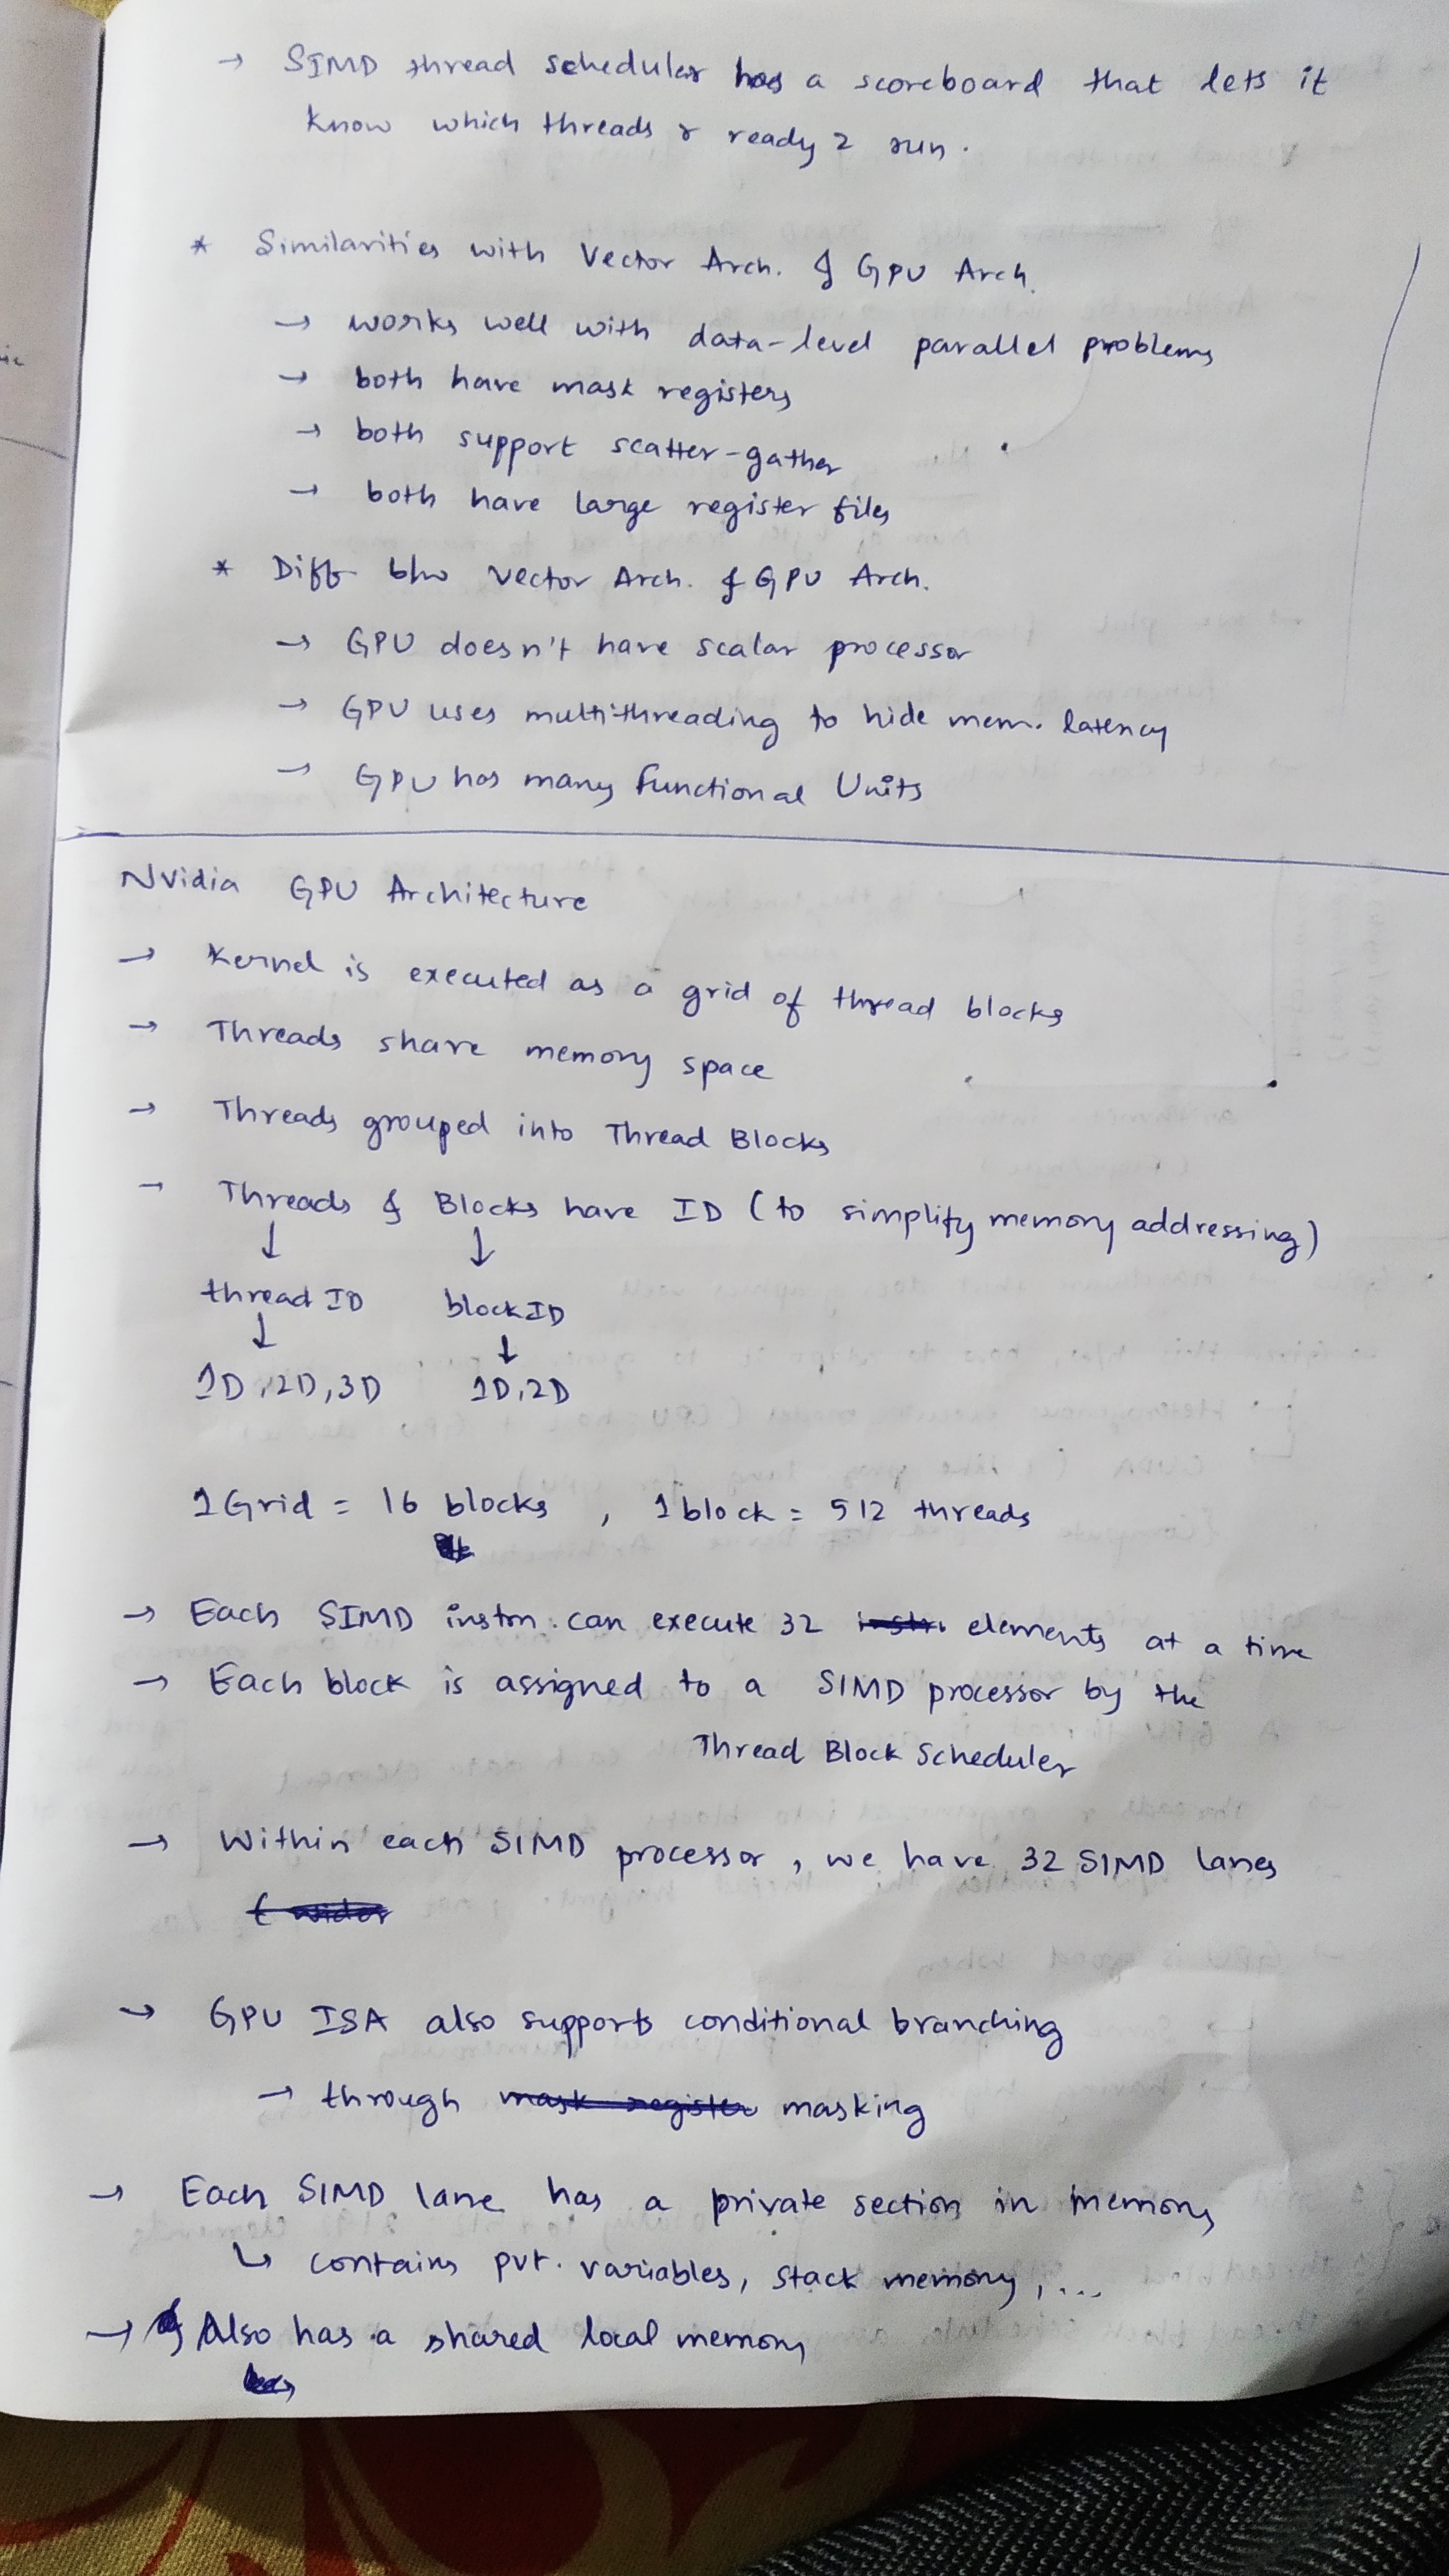 → SIMD thread scheduler has a scoreboard that lets it
know which threads r ready 2 run.
* Similarities with Vector Arch. & GPU Arch.
→ works well with data-level parallel problems
→ both have mask registers
→ both support scatter-gather
→ both have large register files
* Diff b/w Vector Arch. & GPU Arch.
→ GPU doesn't have scalar processor
→ GPU uses multithreading to hide mem. latency
→ GPU has many Functional Units
Nvidia GPU Architecture
→ Kernel is executed as a grid of thread blocks
→ Threads share memory space
→ Threads grouped into Thread Blocks
→ Threads & Blocks have ID (to simplify memory addressing)
↓ ↓
thread ID blockID
↓ ↓
1D, 2D, 3D 1D, 2D
1 Grid = 16 blocks, 1 block = 512 threads
→ Each SIMD instrn. can execute 32 elements at a time
→ Each block is assigned to a SIMD processor by the
Thread Block Scheduler
→ Within each SIMD processor, we have 32 SIMD lanes
→ GPU ISA also supports conditional branching
→ through mask register masking
→ Each SIMD lane has a private section in memory
↳ contains pvt. variables, stack memory, ...
→ Also has a shared local memory